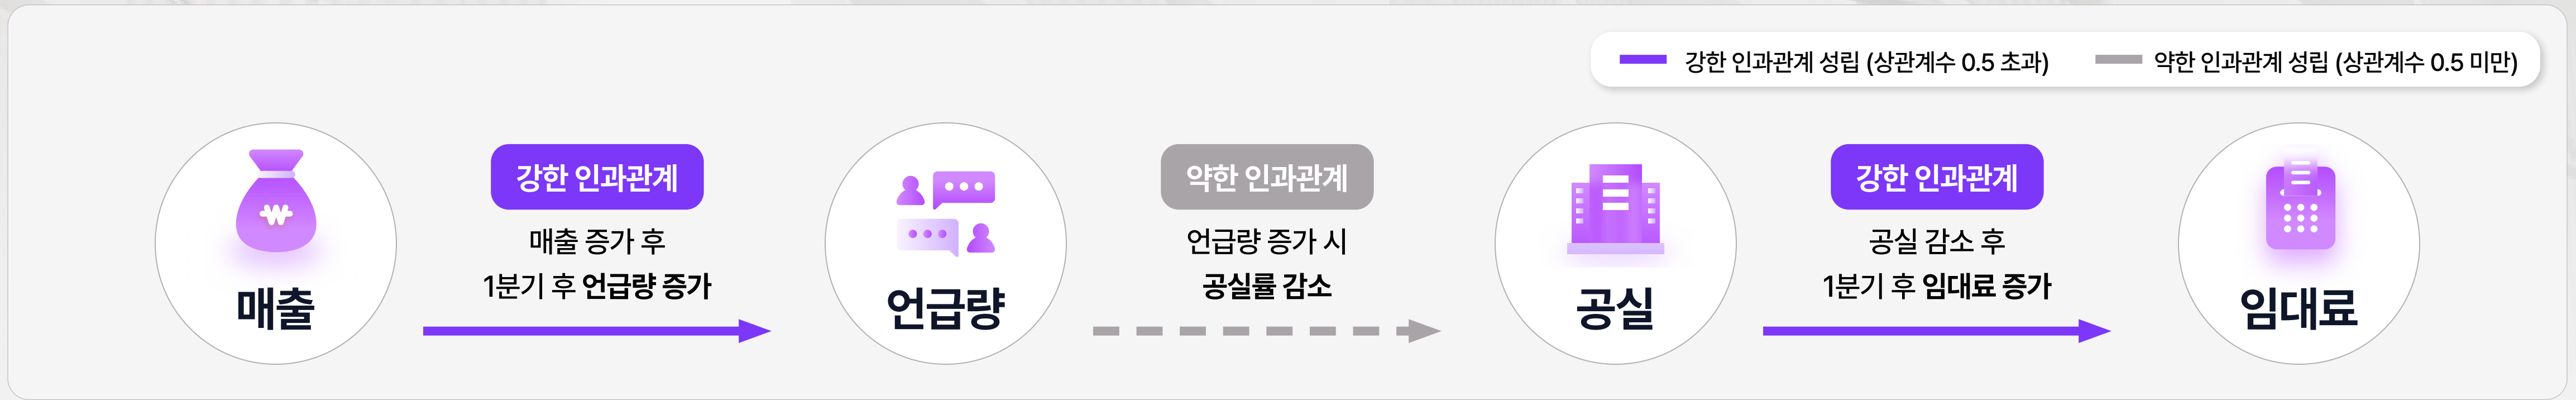 강한 인과관계 성립 (상관계수 0.5 초과)
약한 인과관계 성립 (상관계수 0.5 미만)
₩
매출
강한 인과관계
매출 증가 후
1분기 후 언급량 증가
언급량
약한 인과관계
언급량 증가 시
공실률 감소
공실
강한 인과관계
공실 감소 후
1분기 후 임대료 증가
임대료